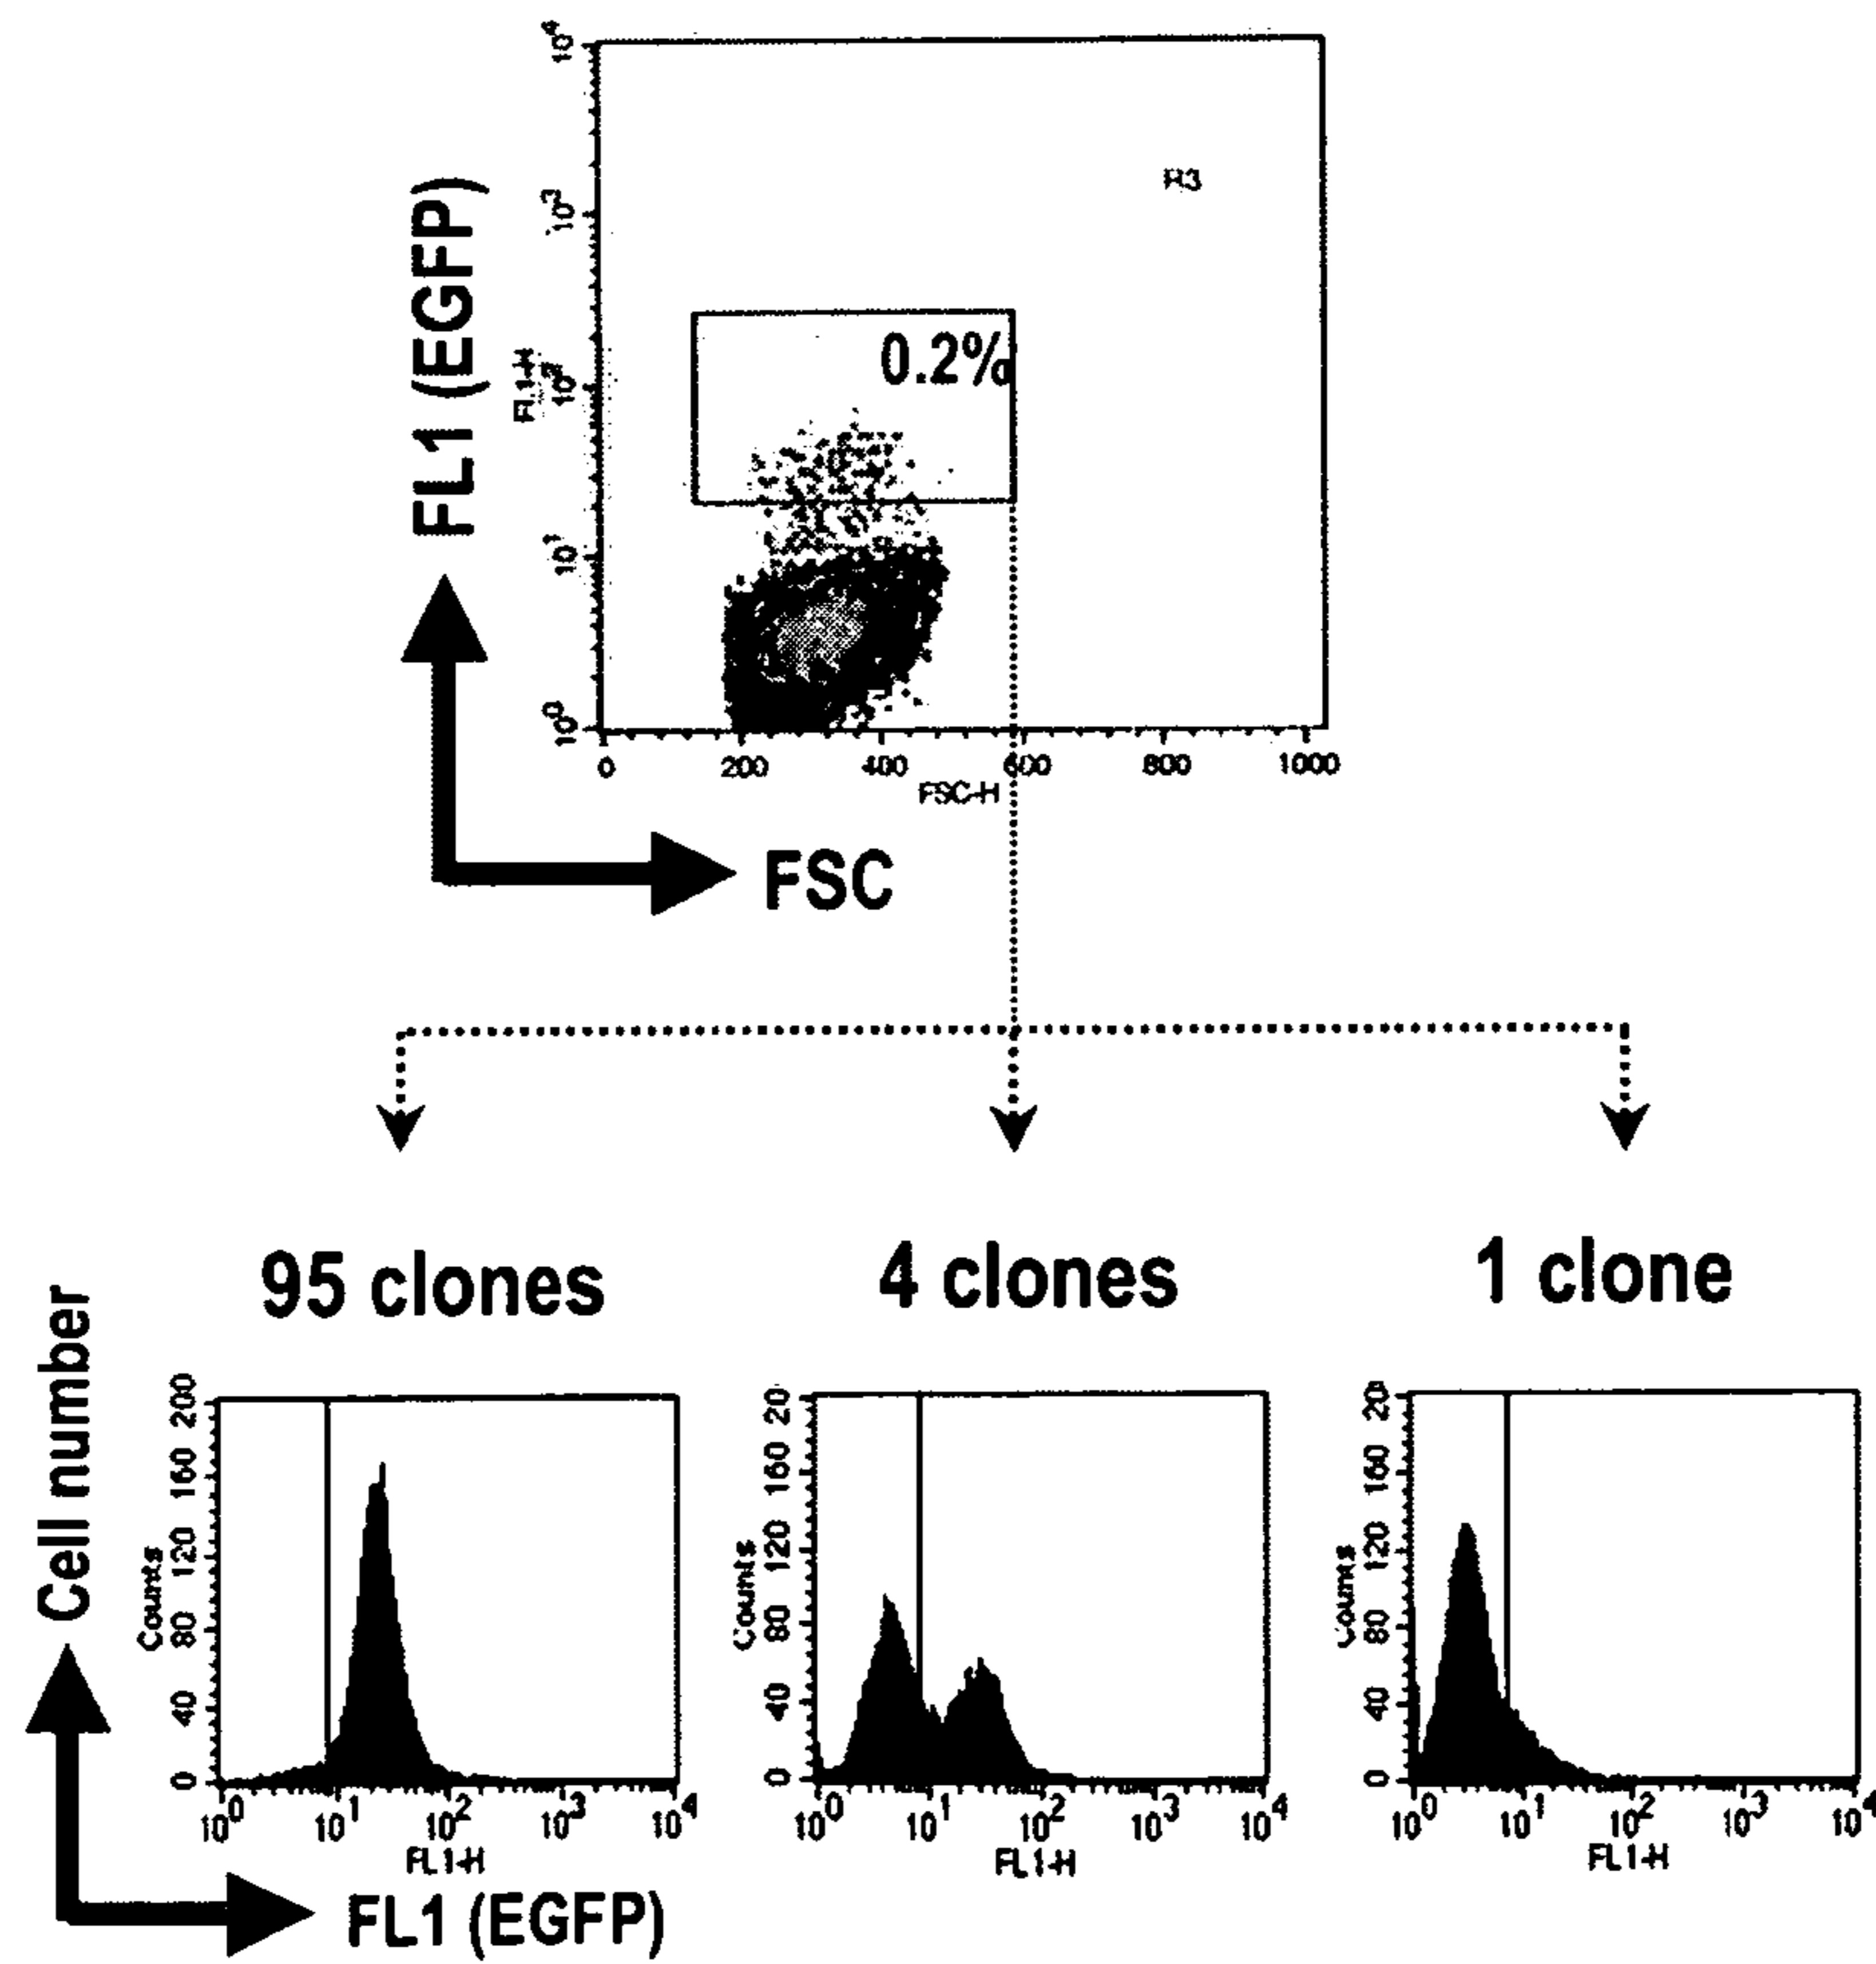 10⁴
10³
R3
FL1 (EGFP)
FL1-H
10²
0.2%
10¹
10⁰
0 200 400 600 800 1000
FSC-H
FSC
95 clones 4 clones 1 clone
Cell number
Counts
0 40 80 120 160 200
10⁰ 10¹ 10² 10³ 10⁴
FL1-H
Counts
0 40 80 120 160 20
10⁰ 10¹ 10² 10³ 10⁴
FL1-H
Counts
0 40 80 120 160 20
10⁰ 10¹ 10² 10³ 10⁴
FL1-H
FL1 (EGFP)